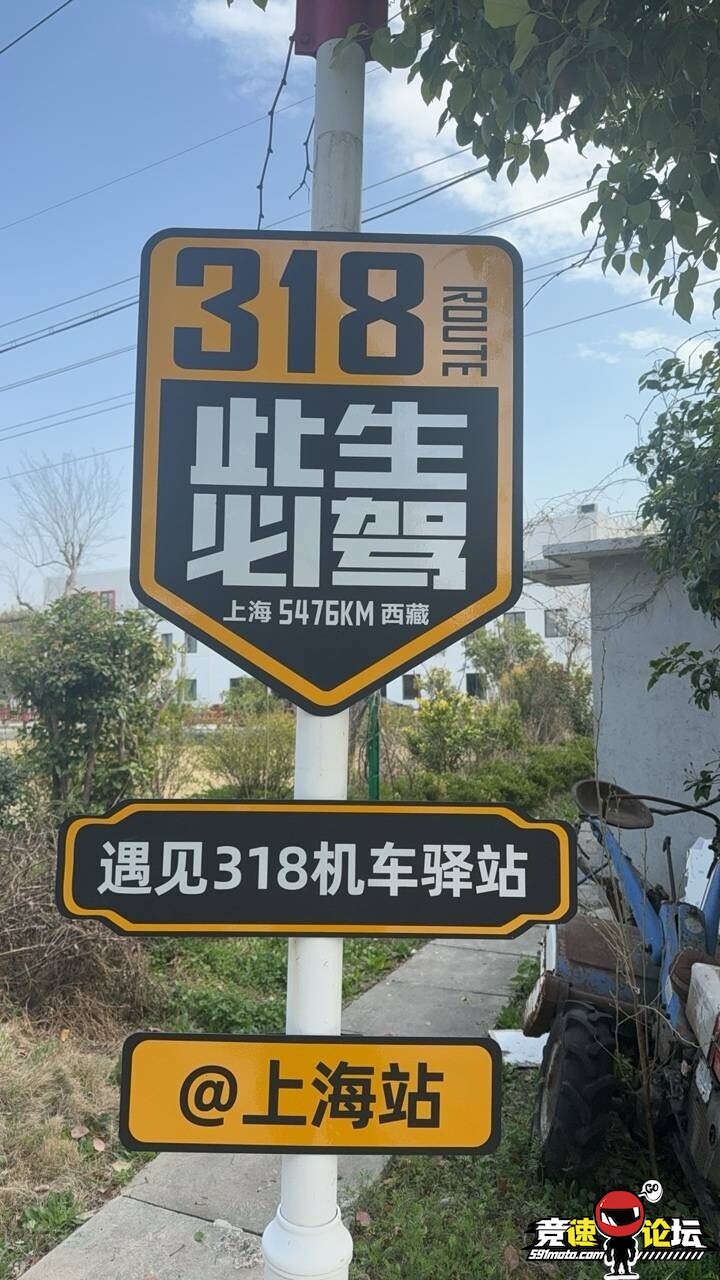 318
ROUTE
此生
必驾
上海 5476KM 西藏
遇见318机车驿站
@上海站
GO
竞速论坛
591moto.com